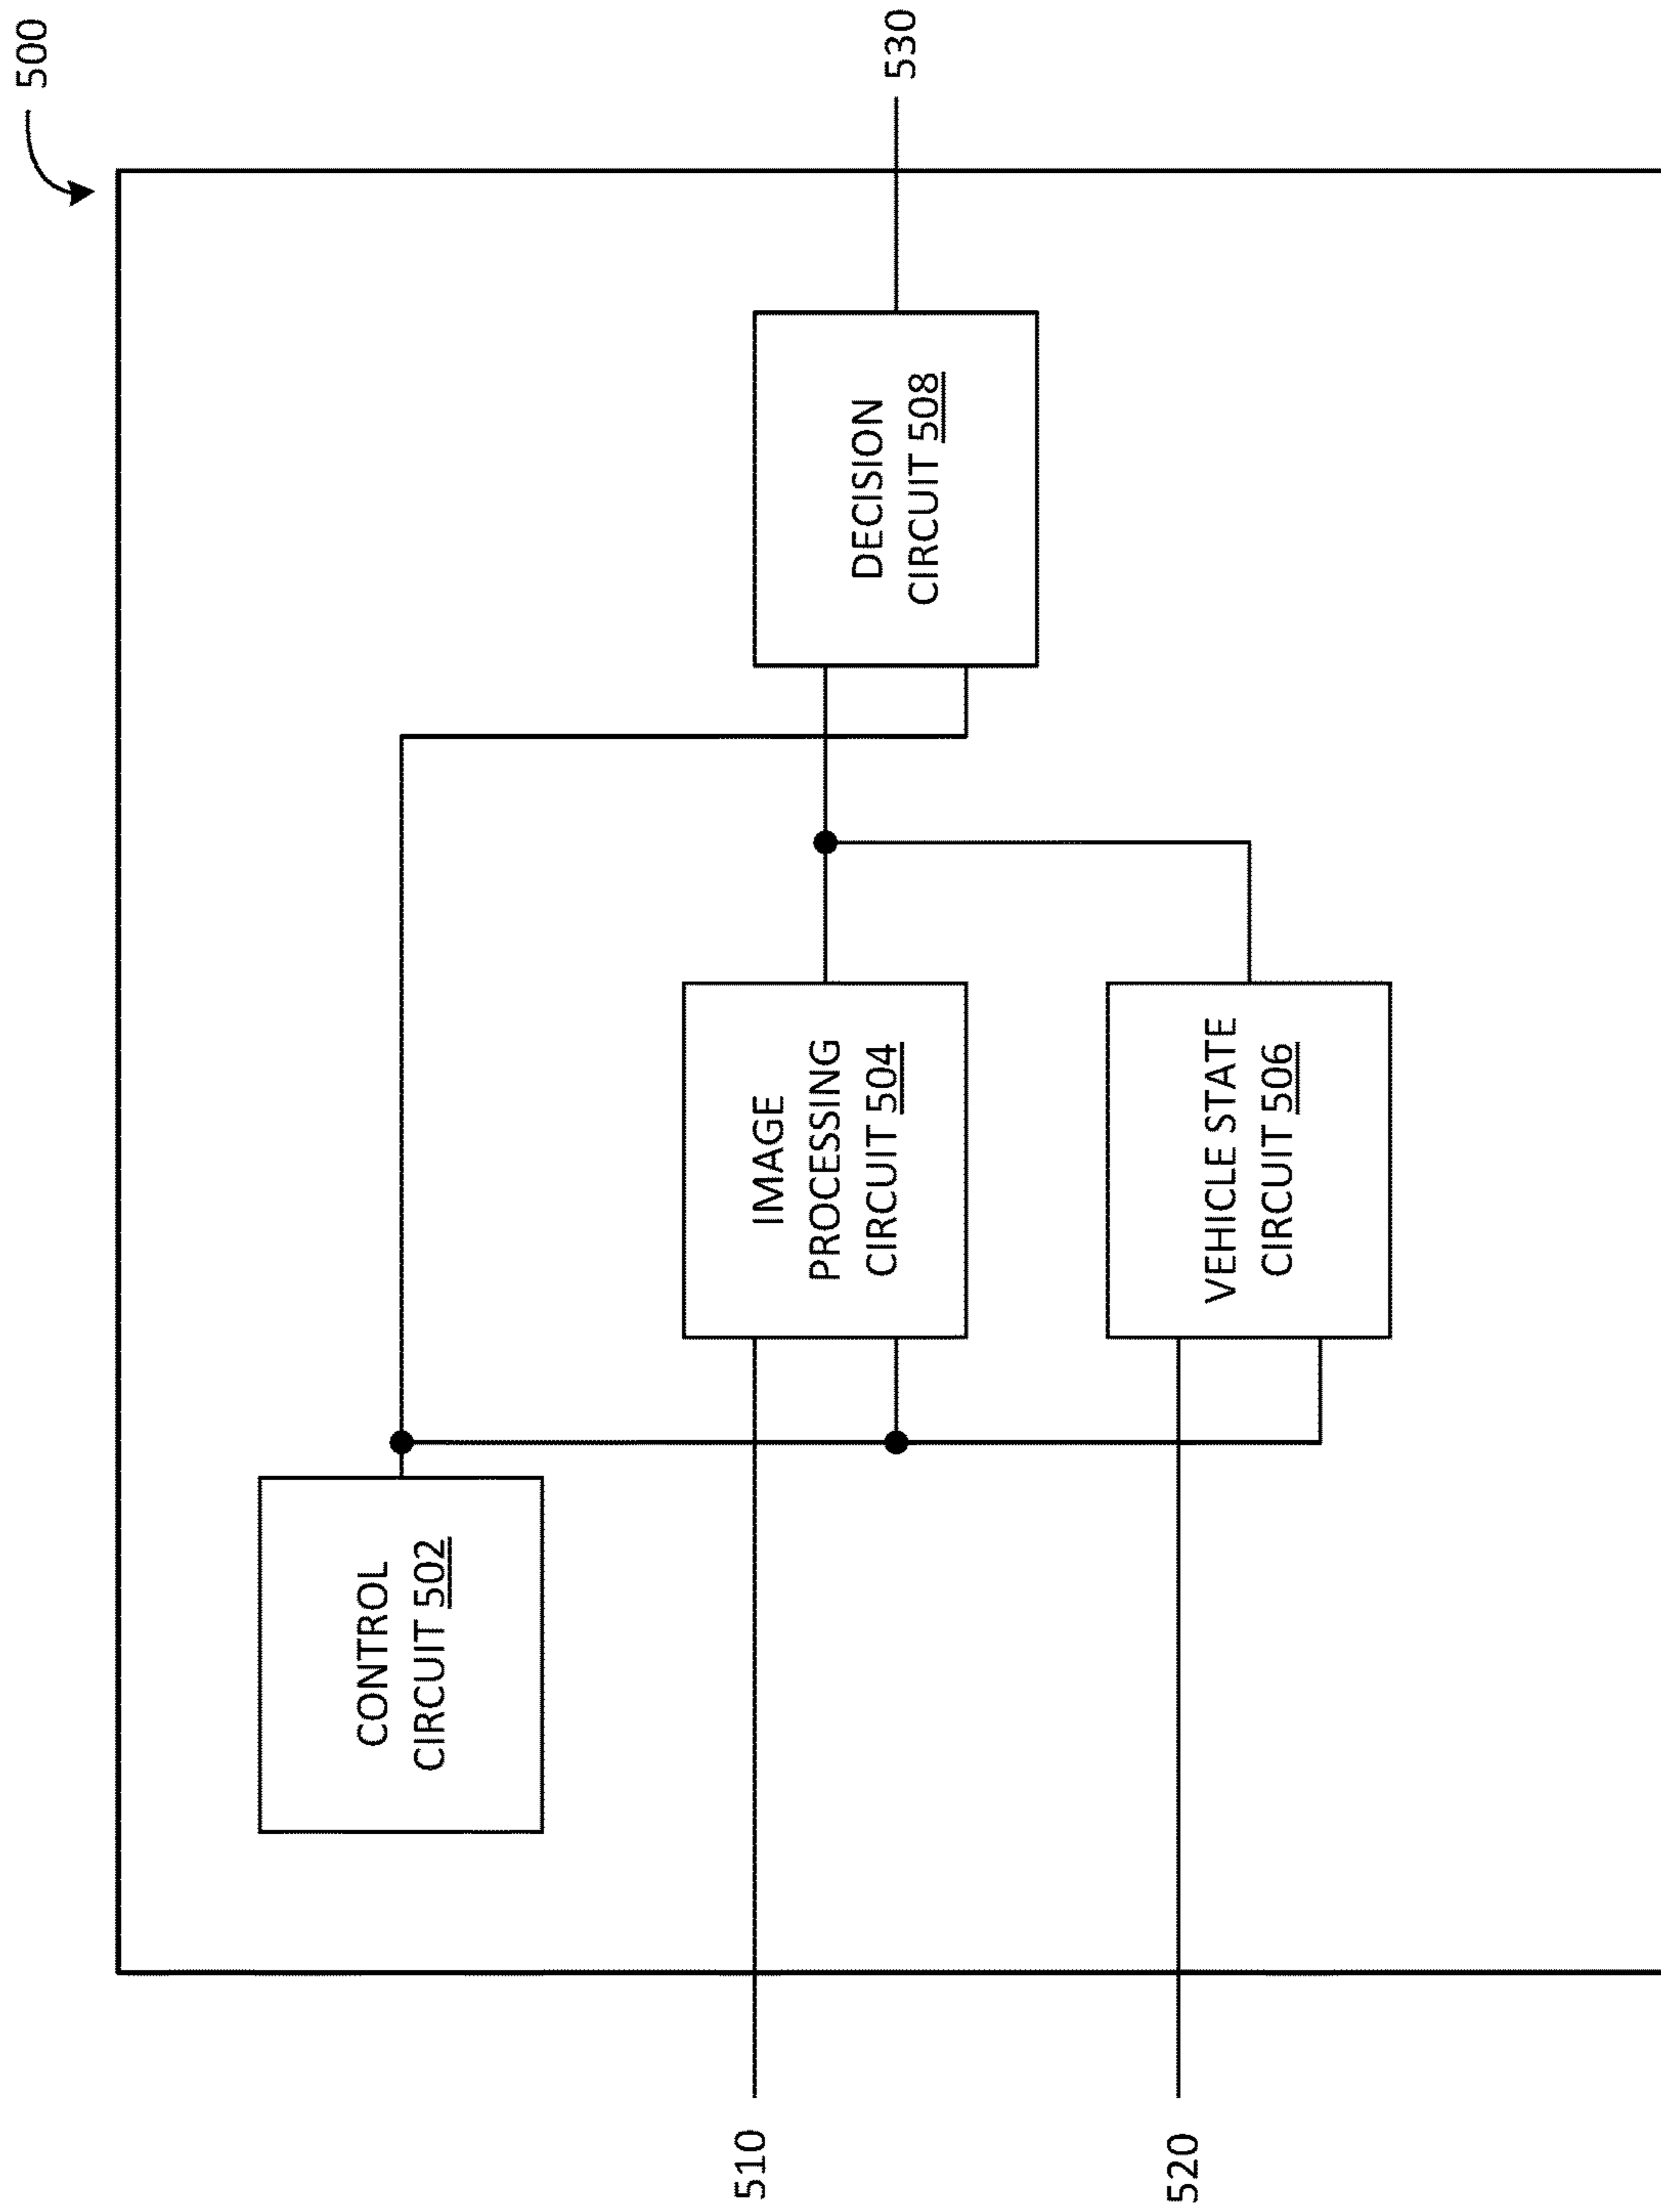 500
CONTROL
CIRCUIT 502
510
IMAGE
PROCESSING
CIRCUIT 504
DECISION
CIRCUIT 508
530
520
VEHICLE STATE
CIRCUIT 506